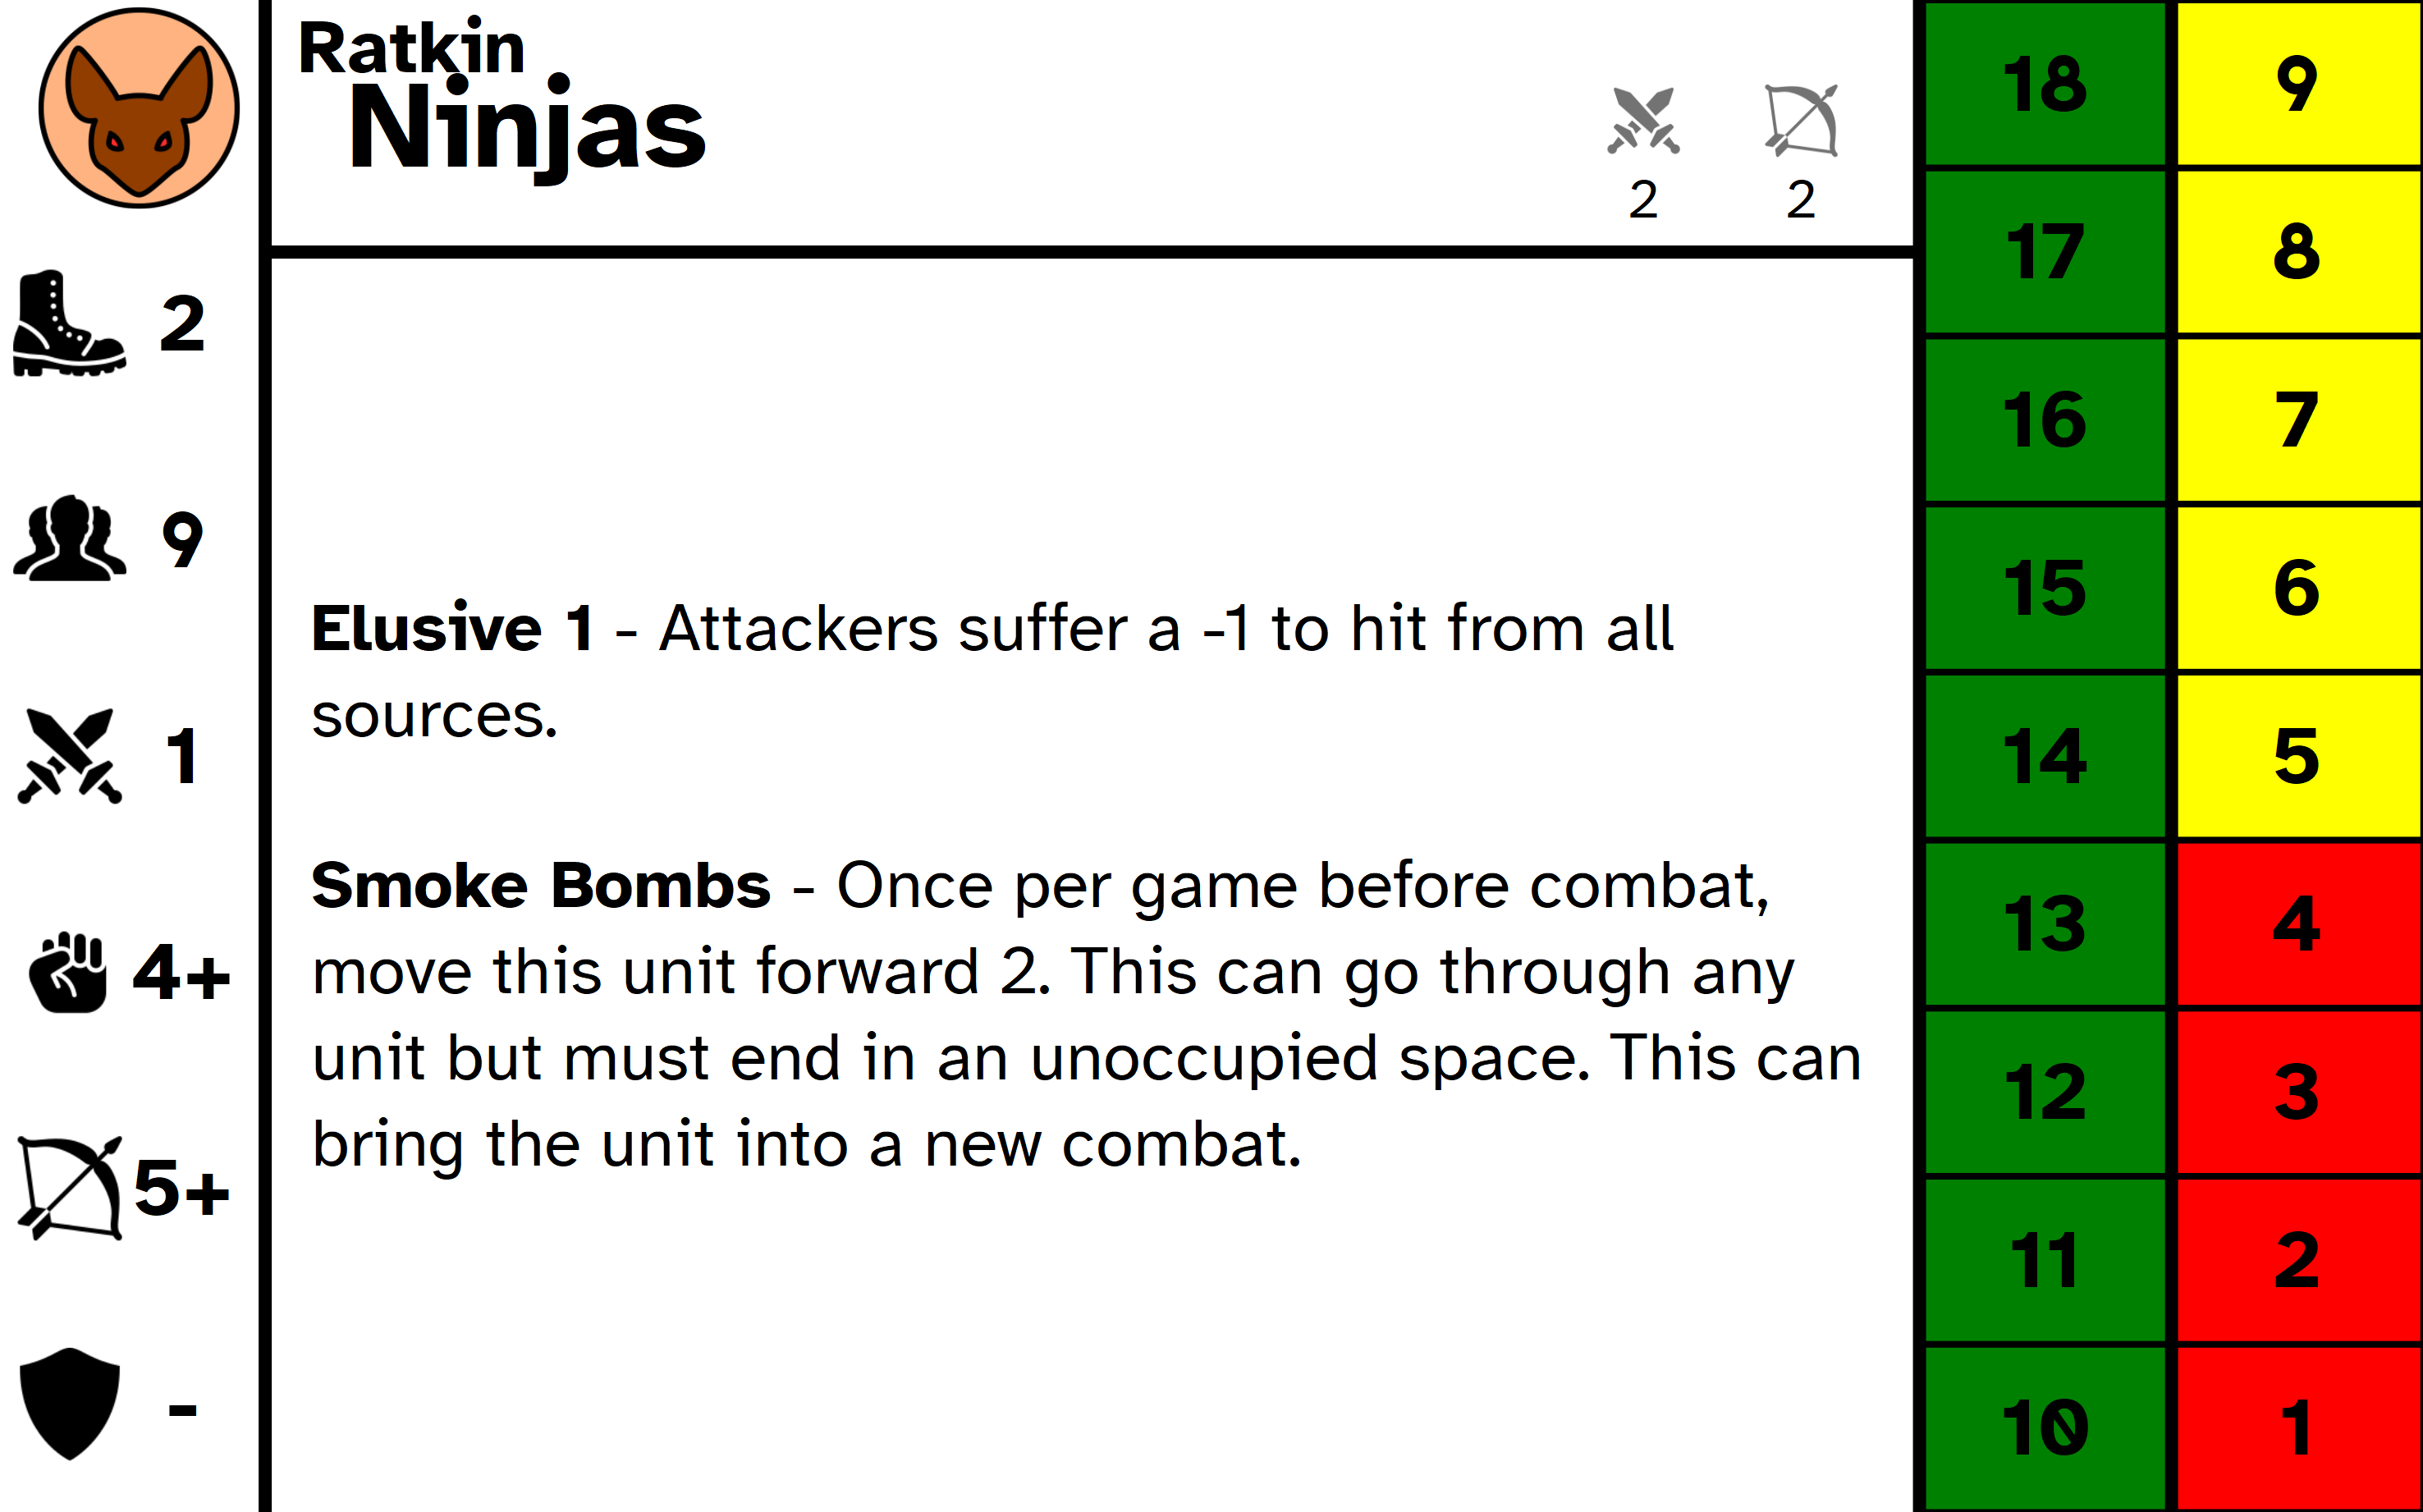 Ratkin
Ninjas
2
2
2
9
1
4+
5+
-
Elusive 1 - Attackers suffer a -1 to hit from all
sources.
Smoke Bombs - Once per game before combat,
move this unit forward 2. This can go through any
unit but must end in an unoccupied space. This can
bring the unit into a new combat.
18 9
17 8
16 7
15 6
14 5
13 4
12 3
11 2
10 1